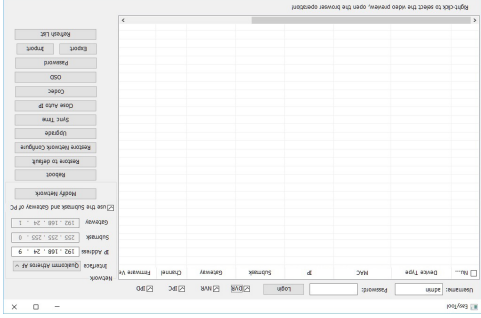 EasyTool
Username: admin Password: Login DVR NVR IPC IPD
Nu... Device Type MAC IP Submask Gateway Channel Firmware Ve
Network
Interface Qualcomm Atheros AR
IP Address 192 . 168 . 24 . 9
Submask 255 . 255 . 255 . 0
Gateway 192 . 168 . 24 . 1
use the Submask and Gateway of PC
Modify Network
Reboot
Restore to default
Restore Network Configure
Upgrade
Sync Time
Close Auto IP
Codec
OSD
Password
Export Import
Refresh List
Right-click to select the video preview, open the browser operation!